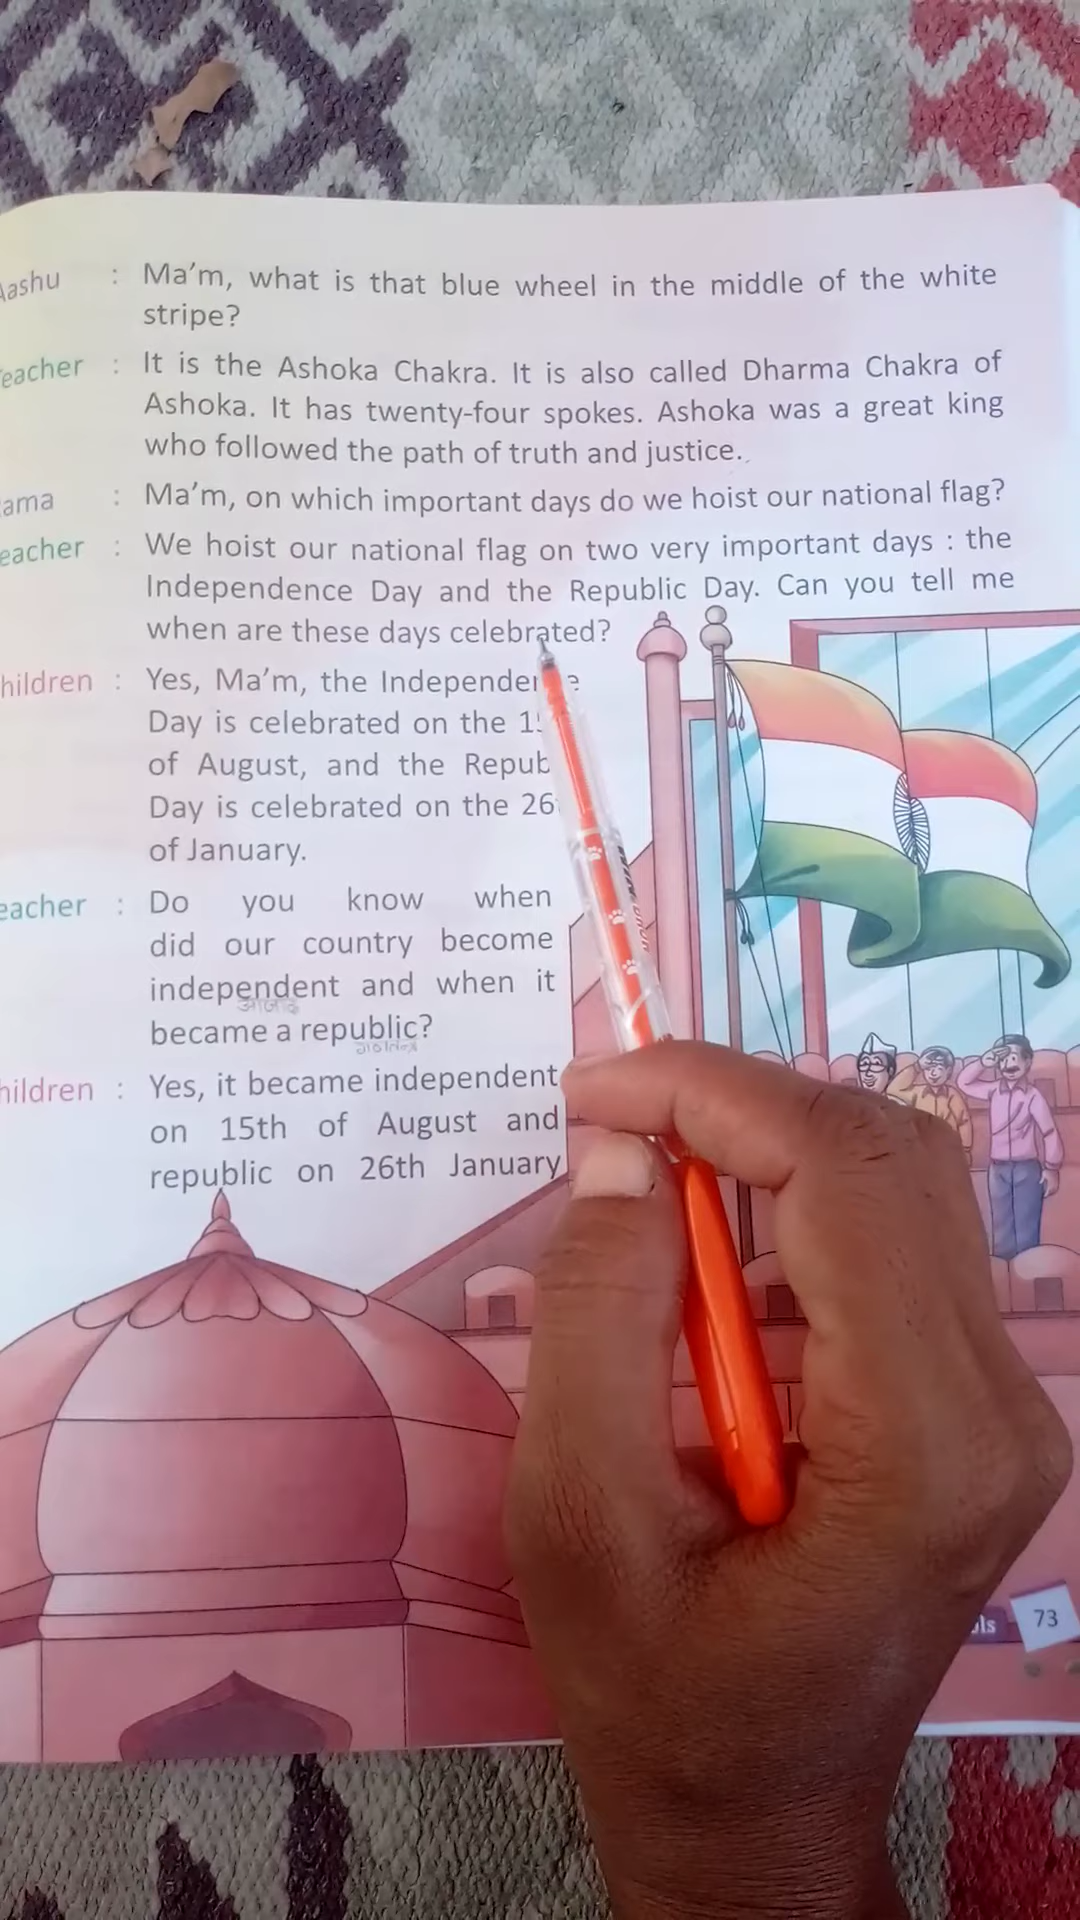 Aashu : Ma'm, what is that blue wheel in the middle of the white
stripe?
eacher : It is the Ashoka Chakra. It is also called Dharma Chakra of
Ashoka. It has twenty-four spokes. Ashoka was a great king
who followed the path of truth and justice.
ama : Ma'm, on which important days do we hoist our national flag?
eacher : We hoist our national flag on two very important days : the
Independence Day and the Republic Day. Can you tell me
when are these days celebrated?
hildren : Yes, Ma'm, the Independen e
Day is celebrated on the 15
of August, and the Repub
Day is celebrated on the 26
of January.
eacher : Do you know when
did our country become
independent and when it
आजाद
became a republic?
hildren : Yes, it became independent
on 15th of August and
republic on 26th January
ols 73